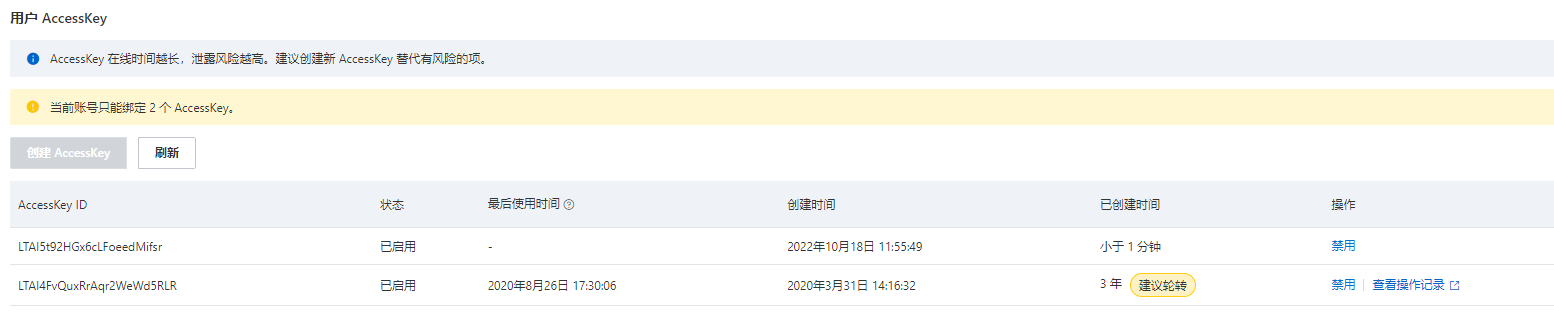 用户 AccessKey
AccessKey 在线时间越长，泄露风险越高。建议创建新 AccessKey 替代有风险的项。
当前账号只能绑定 2 个 AccessKey。
创建 AccessKey 刷新
AccessKey ID 状态 最后使用时间 创建时间 已创建时间 操作
LTAI5t92HGx6cLFoeedMifsr 已启用 - 2022年10月18日 11:55:49 小于 1 分钟 禁用
LTAI4FvQuxRrAqr2WeWd5RLR 已启用 2020年8月26日 17:30:06 2020年3月31日 14:16:32 3 年 建议轮转 禁用 查看操作记录